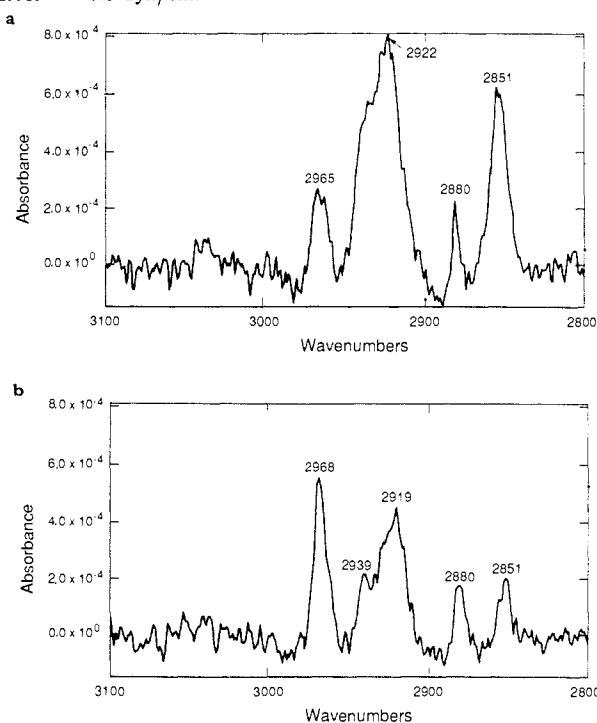 a
8.0 x 10⁻⁴
6.0 x 10⁻⁴
4.0 x 10⁻⁴
2.0 x 10⁻⁴
0.0 x 10⁰
Absorbance
2965
2922
2880
2851
3100
3000
2900
2800
Wavenumbers
b
8.0 x 10⁻⁴
6.0 x 10⁻⁴
4.0 x 10⁻⁴
2.0 x 10⁻⁴
0.0 x 10⁰
Absorbance
2968
2939
2919
2880
2851
3100
3000
2900
2800
Wavenumbers